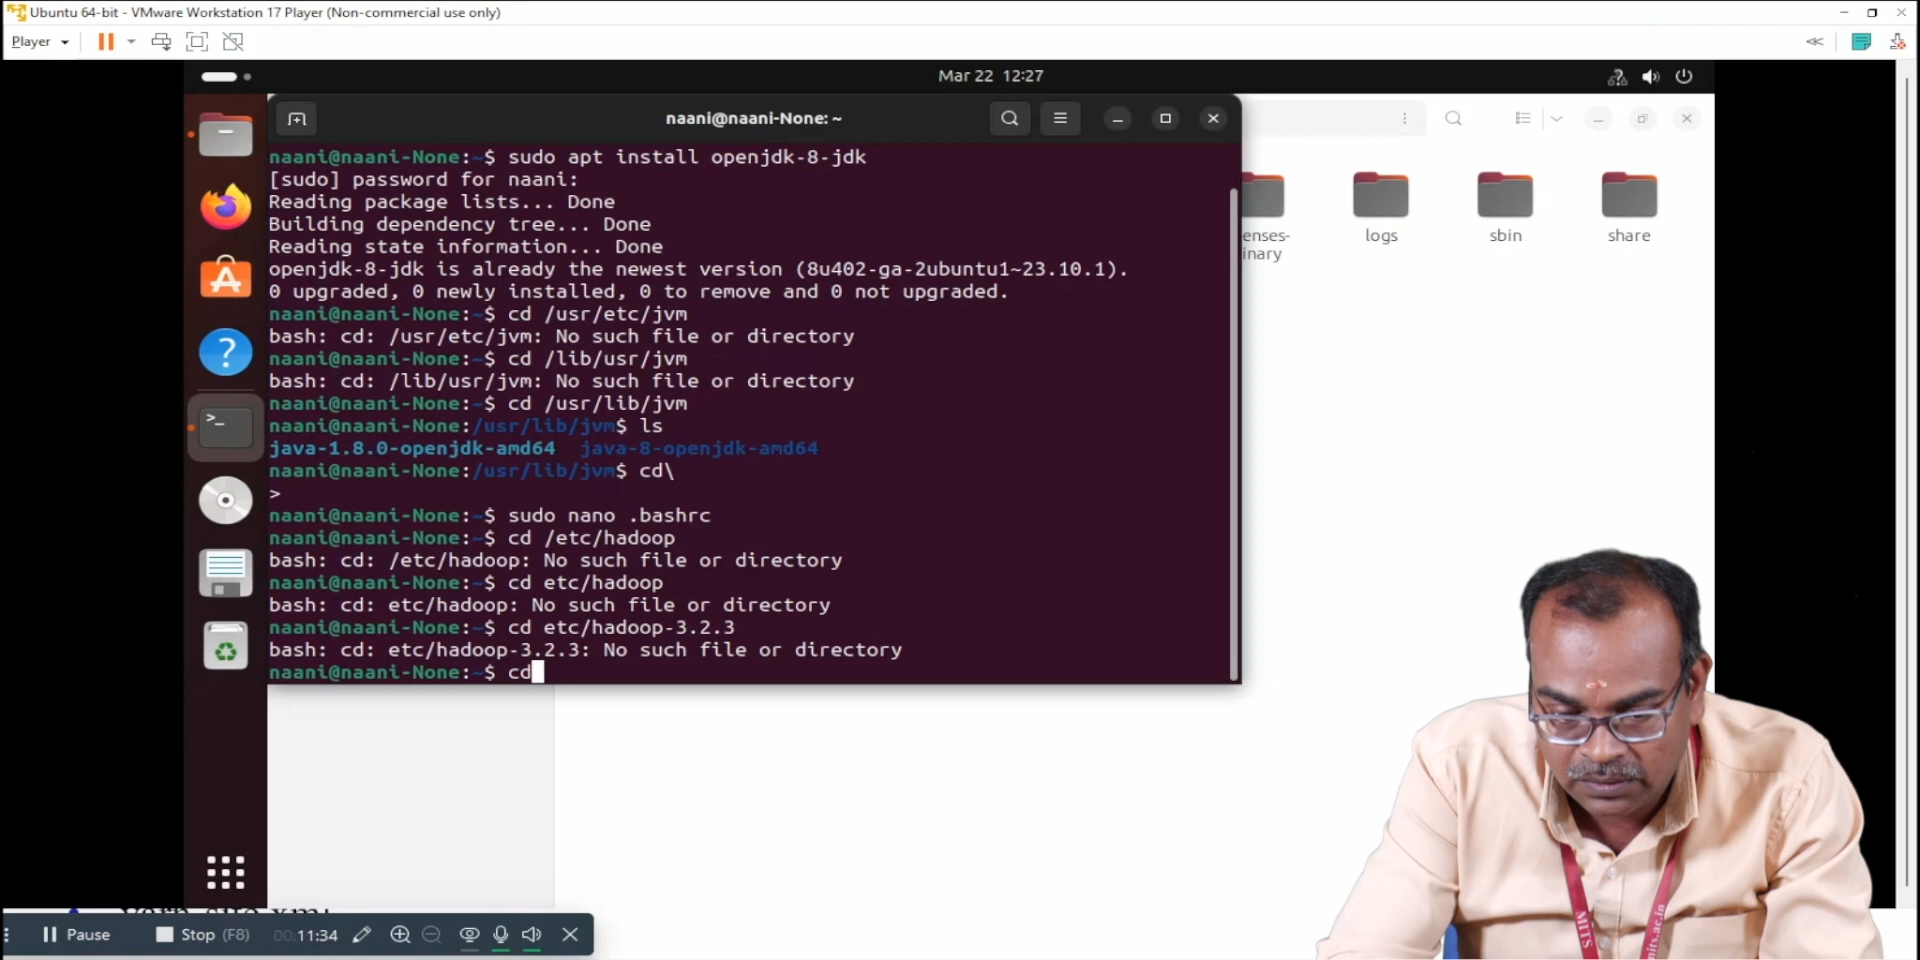 Ubuntu 64-bit - VMware Workstation 17 Player (Non-commercial use only)
Player
Mar 22 12:27
naani@naani-None: ~
naani@naani-None:~$ sudo apt install openjdk-8-jdk
[sudo] password for naani:
Reading package lists... Done
Building dependency tree... Done
Reading state information... Done
openjdk-8-jdk is already the newest version (8u402-ga-2ubuntu1~23.10.1).
0 upgraded, 0 newly installed, 0 to remove and 0 not upgraded.
naani@naani-None:~$ cd /usr/etc/jvm
bash: cd: /usr/etc/jvm: No such file or directory
naani@naani-None:~$ cd /lib/usr/jvm
bash: cd: /lib/usr/jvm: No such file or directory
naani@naani-None:~$ cd /usr/lib/jvm
naani@naani-None:/usr/lib/jvm$ ls
java-1.8.0-openjdk-amd64 java-8-openjdk-amd64
naani@naani-None:/usr/lib/jvm$ cd\
>
naani@naani-None:~$ sudo nano .bashrc
naani@naani-None:~$ cd /etc/hadoop
bash: cd: /etc/hadoop: No such file or directory
naani@naani-None:~$ cd etc/hadoop
bash: cd: etc/hadoop: No such file or directory
naani@naani-None:~$ cd etc/hadoop-3.2.3
bash: cd: etc/hadoop-3.2.3: No such file or directory
naani@naani-None:~$ cd
enses-
inary
logs
sbin
share
Pause
Stop (F8)
00:11:34
MITS
mits.ac.in